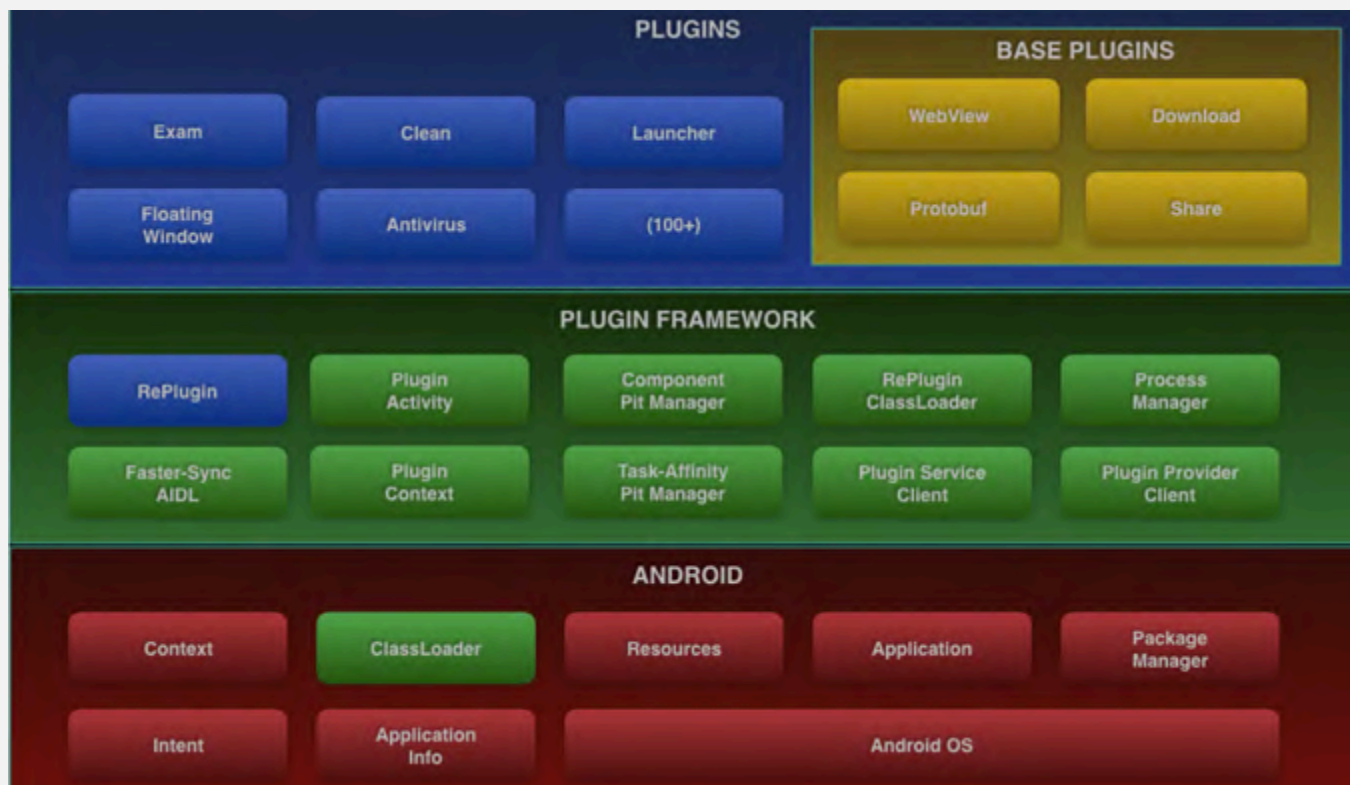 PLUGINS
BASE PLUGINS
WebView
Download
Exam
Clean
Launcher
Protobuf
Share
Floating
Window
Antivirus
(100+)
PLUGIN FRAMEWORK
RePlugin
Plugin
Activity
Component
Pit Manager
RePlugin
ClassLoader
Process
Manager
Faster-Sync
AIDL
Plugin
Context
Task-Affinity
Pit Manager
Plugin Service
Client
Plugin Provider
Client
ANDROID
Context
ClassLoader
Resources
Application
Package
Manager
Intent
Application
Info
Android OS